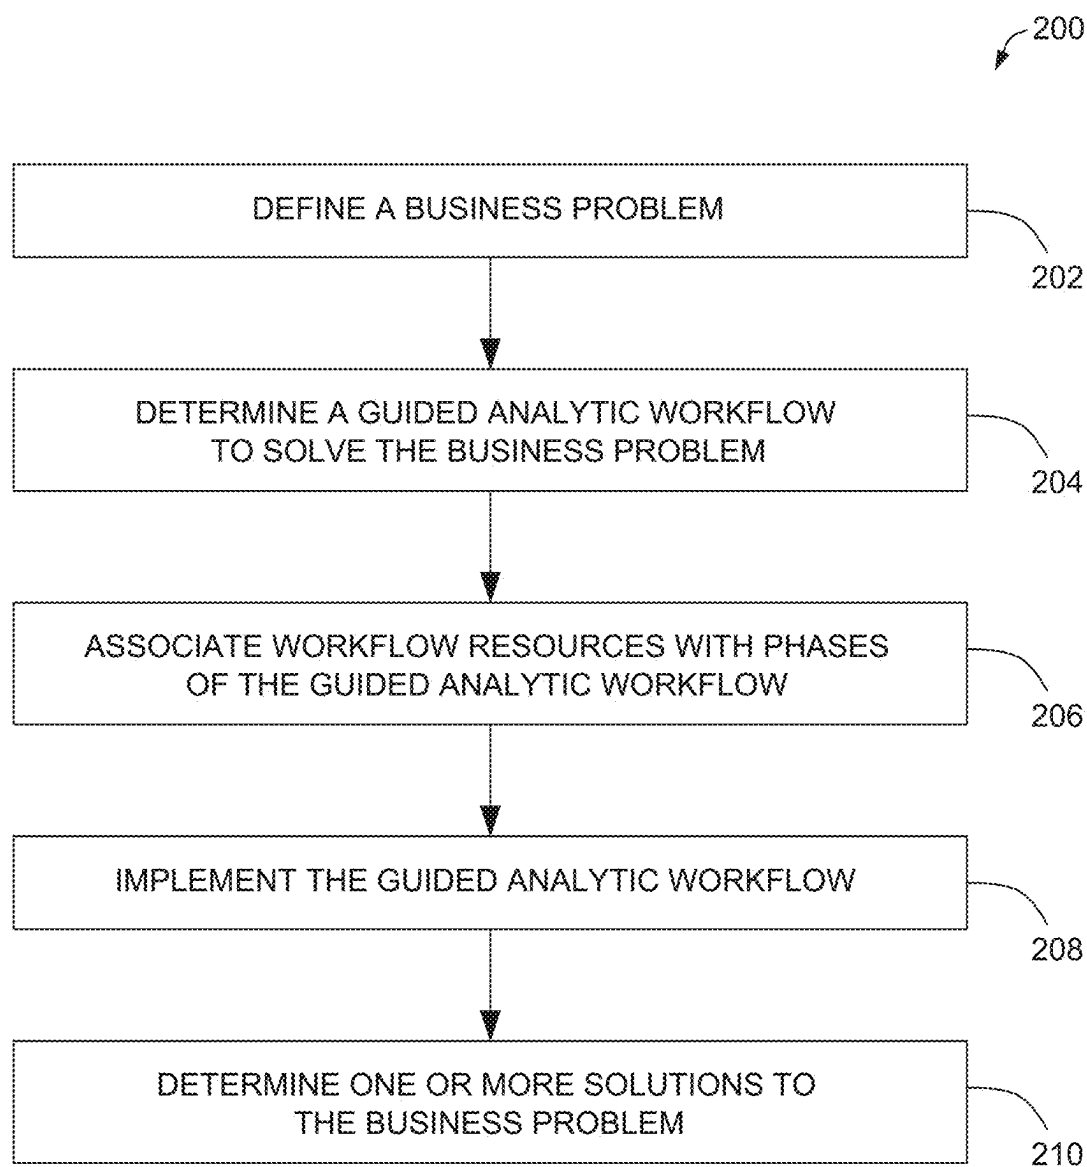 200
DEFINE A BUSINESS PROBLEM
202
DETERMINE A GUIDED ANALYTIC WORKFLOW
TO SOLVE THE BUSINESS PROBLEM
204
ASSOCIATE WORKFLOW RESOURCES WITH PHASES
OF THE GUIDED ANALYTIC WORKFLOW
206
IMPLEMENT THE GUIDED ANALYTIC WORKFLOW
208
DETERMINE ONE OR MORE SOLUTIONS TO
THE BUSINESS PROBLEM
210